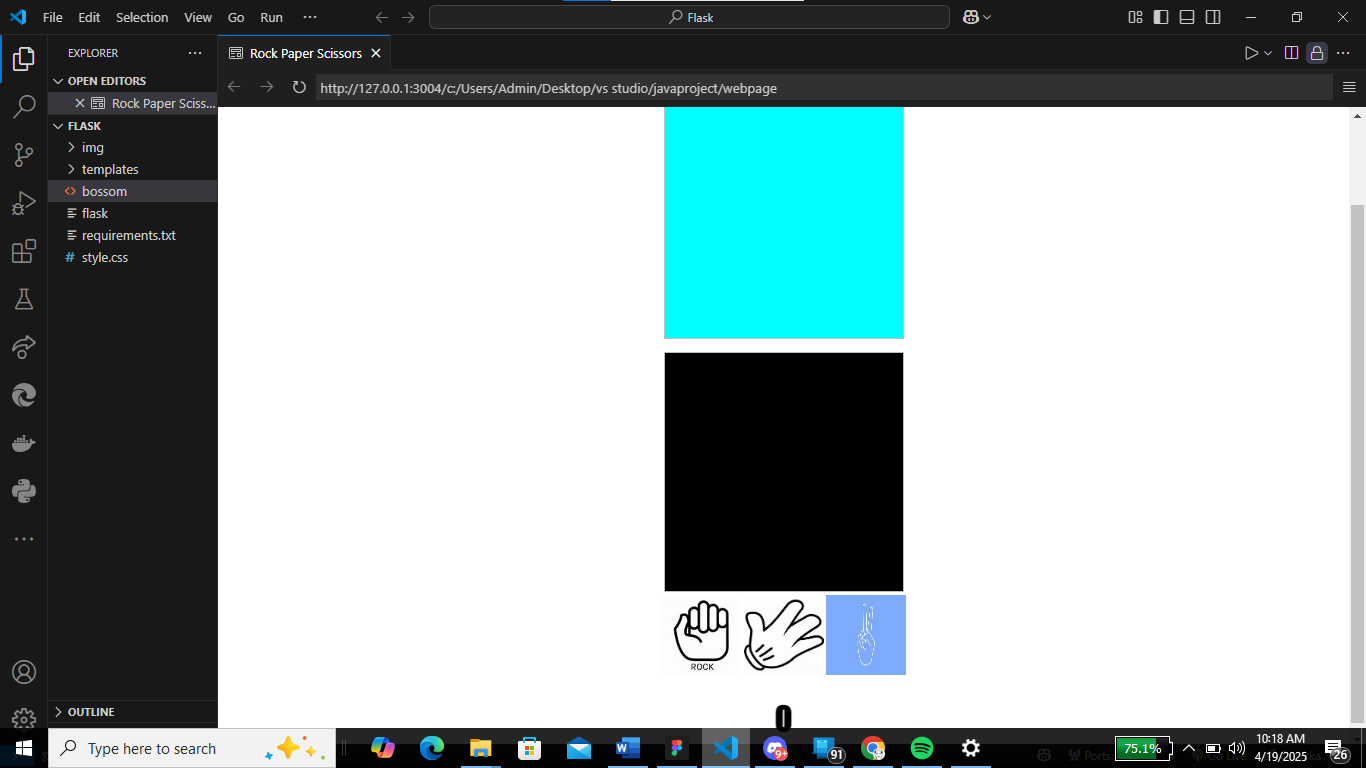 File Edit Selection View Go Run ··· Flask
EXPLORER ···
Rock Paper Scissors
OPEN EDITORS
http://127.0.0.1:3004/c:/Users/Admin/Desktop/vs studio/javaproject/webpage
Rock Paper Sciss...
FLASK
img
templates
bossom
flask
requirements.txt
# style.css
ROCK
OUTLINE
0
Type here to search
9+
91
75.1%
10:18 AM
4/19/2025
26